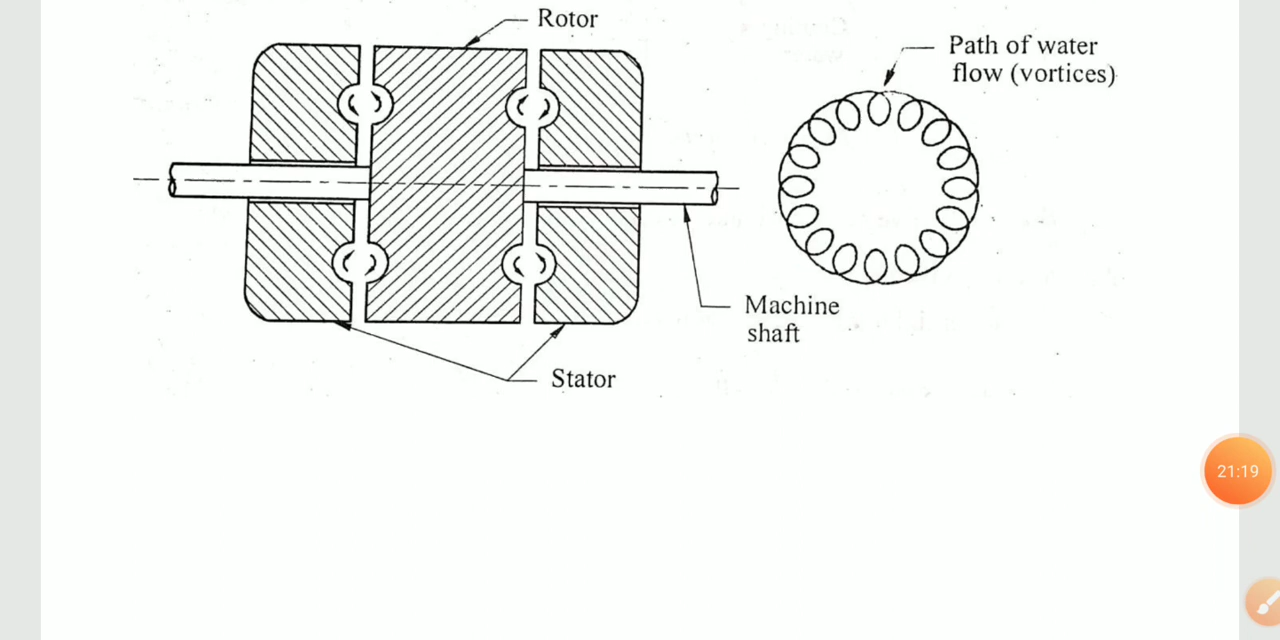 Rotor
Path of water
flow (vortices)
Machine
shaft
Stator
21:19